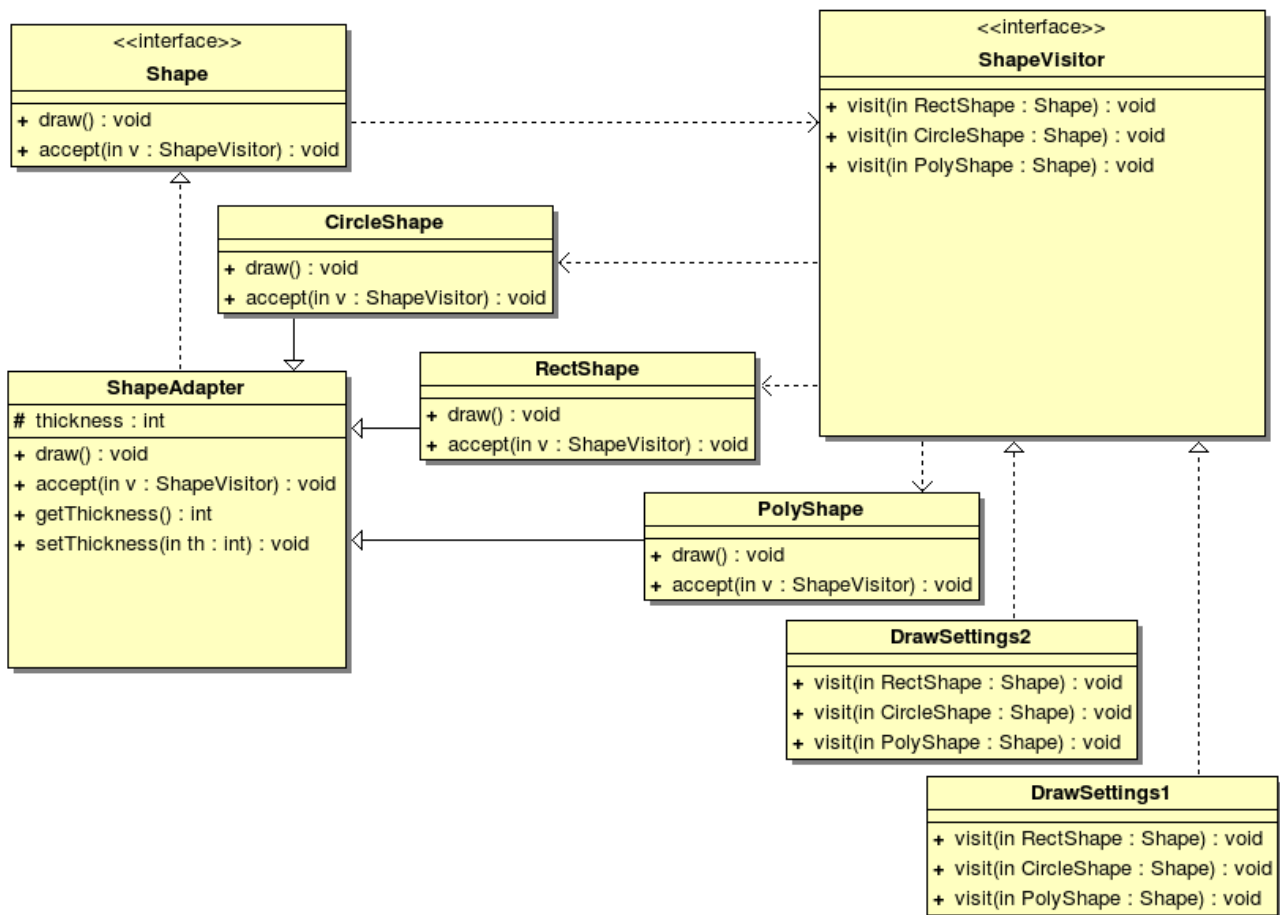 <<interface>>
Shape
+ draw() : void
+ accept(in v : ShapeVisitor) : void
<<interface>>
ShapeVisitor
+ visit(in RectShape : Shape) : void
+ visit(in CircleShape : Shape) : void
+ visit(in PolyShape : Shape) : void
CircleShape
+ draw() : void
+ accept(in v : ShapeVisitor) : void
RectShape
+ draw() : void
+ accept(in v : ShapeVisitor) : void
ShapeAdapter
# thickness : int
+ draw() : void
+ accept(in v : ShapeVisitor) : void
+ getThickness() : int
+ setThickness(in th : int) : void
PolyShape
+ draw() : void
+ accept(in v : ShapeVisitor) : void
DrawSettings2
+ visit(in RectShape : Shape) : void
+ visit(in CircleShape : Shape) : void
+ visit(in PolyShape : Shape) : void
DrawSettings1
+ visit(in RectShape : Shape) : void
+ visit(in CircleShape : Shape) : void
+ visit(in PolyShape : Shape) : void